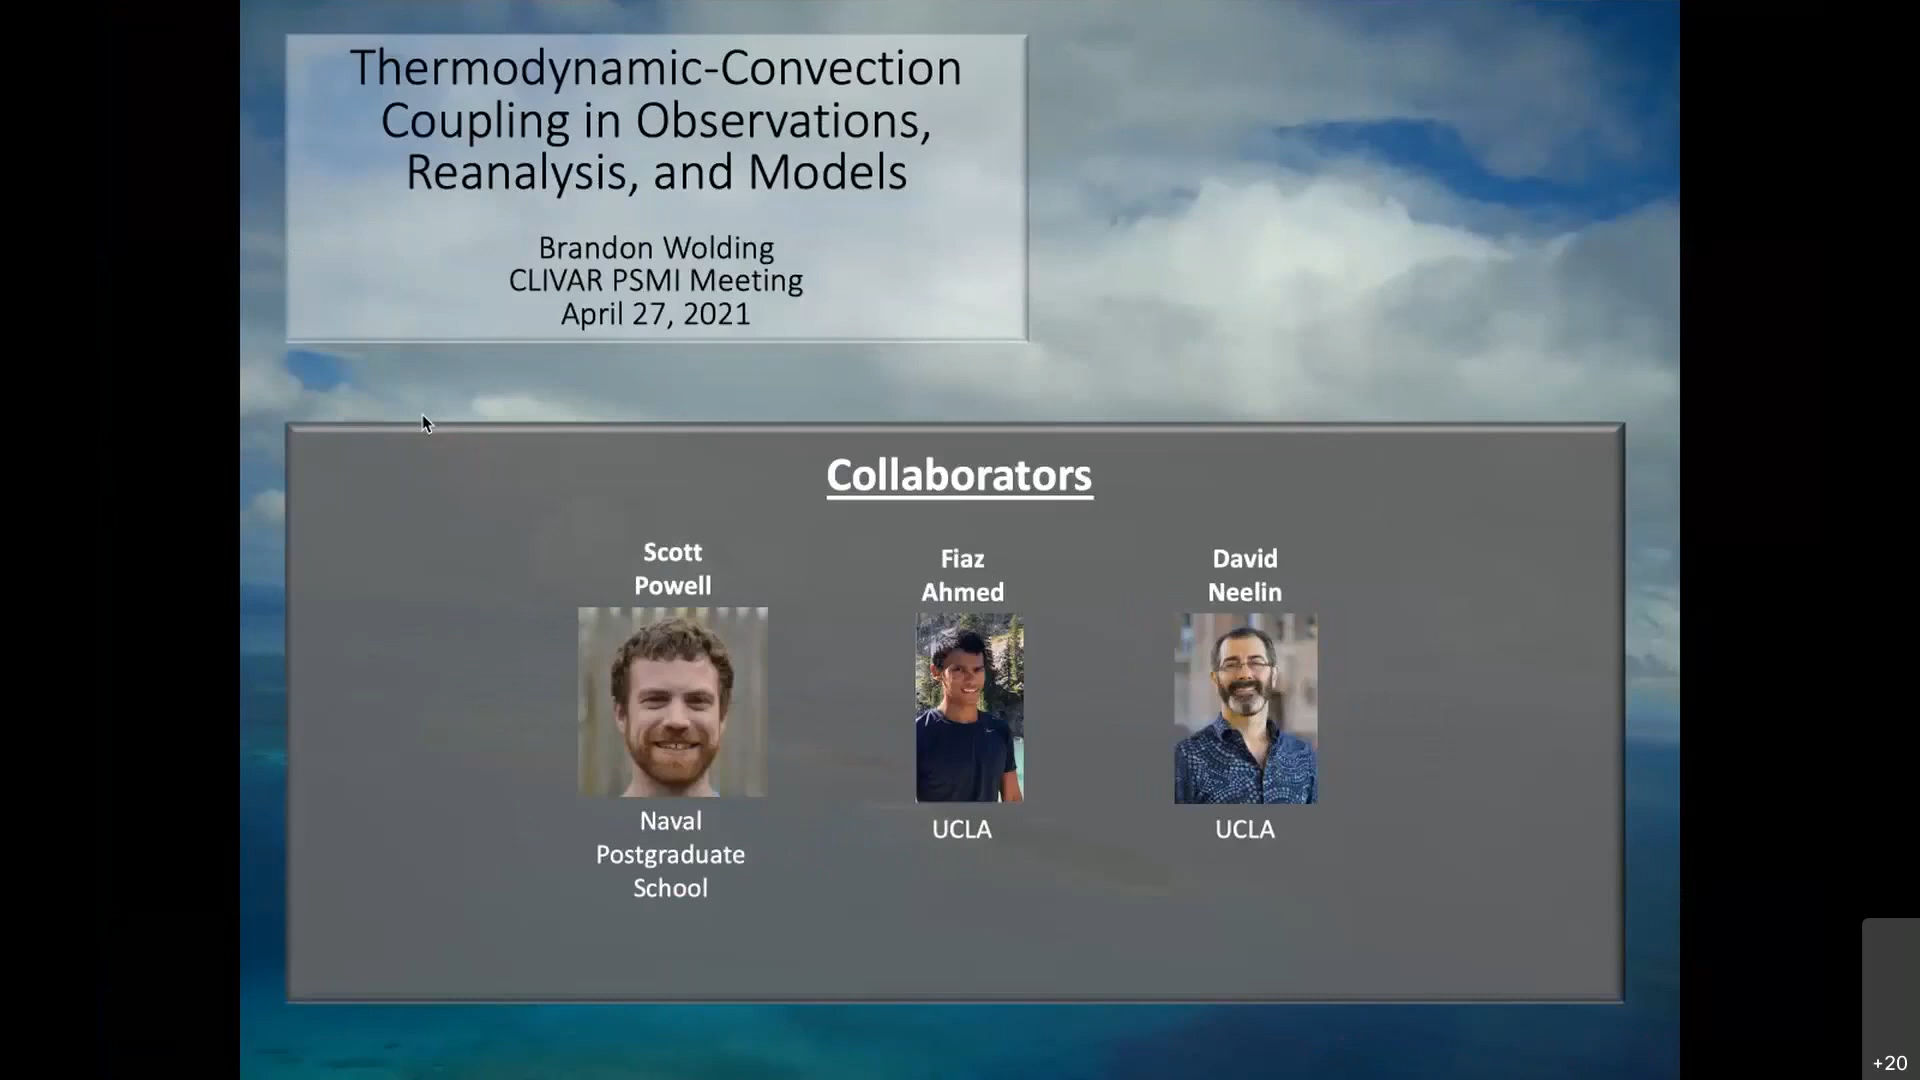 Thermodynamic-Convection
Coupling in Observations,
Reanalysis, and Models
Brandon Wolding
CLIVAR PSMI Meeting
April 27, 2021
Collaborators
Scott
Powell
Naval
Postgraduate
School
Fiaz
Ahmed
UCLA
David
Neelin
UCLA
+20